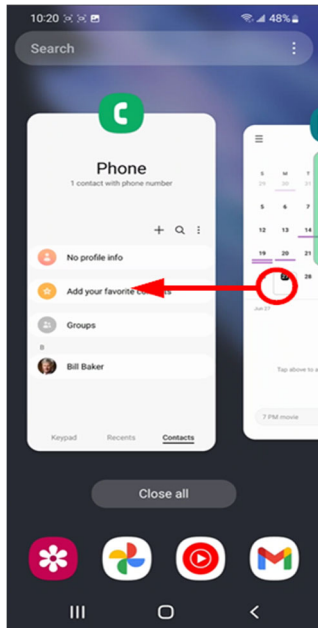 10:20 48%
Search
Phone
1 contact with phone number
No profile info
Add your favorite contacts
Groups
B
Bill Baker
Keypad Recents Contacts
S M T
29 30 31
5 6 7
12 13 14
19 20 21
27 28
Jun 27
Tap above to a
7 PM movie
Close all